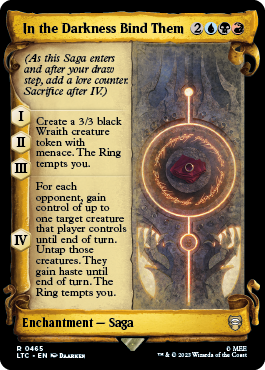 In the Darkness Bind Them 2
(As this Saga enters
and after your draw
step, add a lore counter.
Sacrifice after IV.)
I
II
III
Create a 3/3 black
Wraith creature
token with
menace. The Ring
tempts you.
IV
For each
opponent, gain
control of up to
one target creature
that player controls
until end of turn.
Untap those
creatures. They
gain haste until
end of turn. The
Ring tempts you.
Enchantment — Saga
R 0465
LTC • EN DAARKEN
© MEE
™ & © 2023 Wizards of the Coast